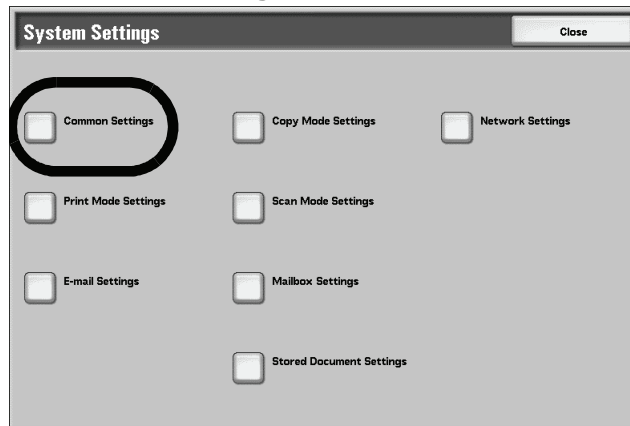 System Settings
Close
Common Settings
Copy Mode Settings
Network Settings
Print Mode Settings
Scan Mode Settings
E-mail Settings
Mailbox Settings
Stored Document Settings